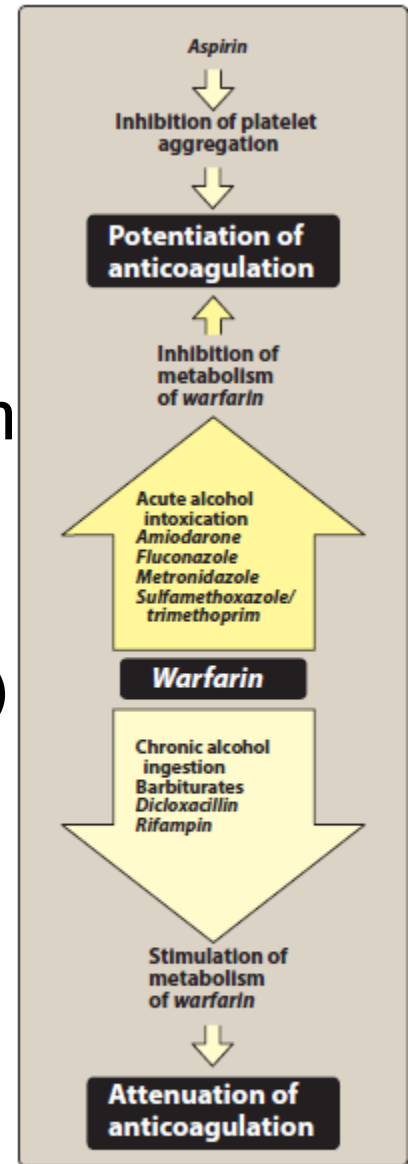 Aspirin
Inhibition of platelet
aggregation
Potentiation of
anticoagulation
Inhibition of
metabolism
of warfarin
n
Acute alcohol
intoxication
Amiodarone
Fluconazole
Metronidazole
Sulfamethoxazole/
trimethoprim
)
Warfarin
Chronic alcohol
ingestion
Barbiturates
Dicloxacillin
Rifampin
Stimulation of
metabolism
of warfarin
Attenuation of
anticoagulation